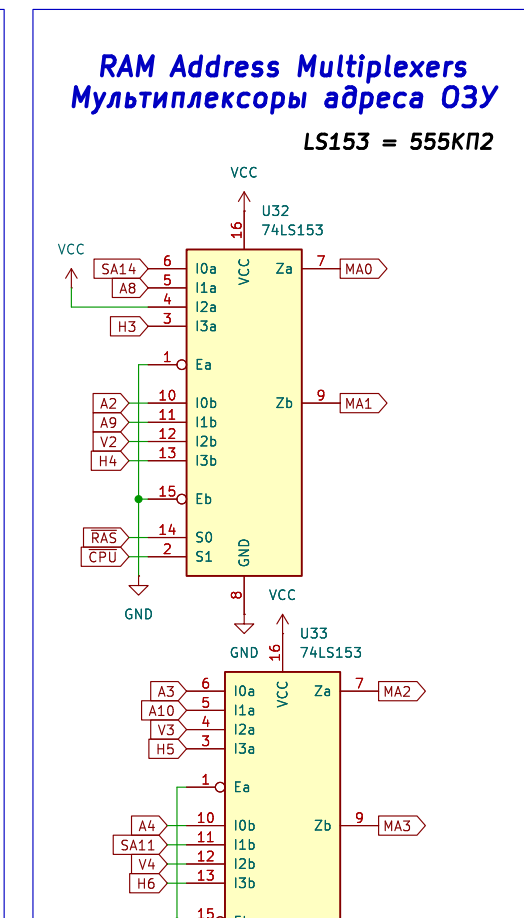 RAM Address Multiplexers
Мультиплексоры адреса ОЗУ
LS153 = 555КП2
VCC
U32
74LS153
16
VCC
VCC
SA14 6 I0a Za 7 MA0
A8 5 I1a
4 I2a
H3 3 I3a
1 Ea
A2 10 I0b Zb 9 MA1
A9 11 I1b
V2 12 I2b
H4 13 I3b
15 Eb
RAS 14 S0
CPU 2 S1
GND
8
GND
GND
VCC
U33
74LS153
16
VCC
A3 6 I0a Za 7 MA2
A10 5 I1a
V3 4 I2a
H5 3 I3a
1 Ea
A4 10 I0b Zb 9 MA3
SA11 11 I1b
V4 12 I2b
H6 13 I3b
15